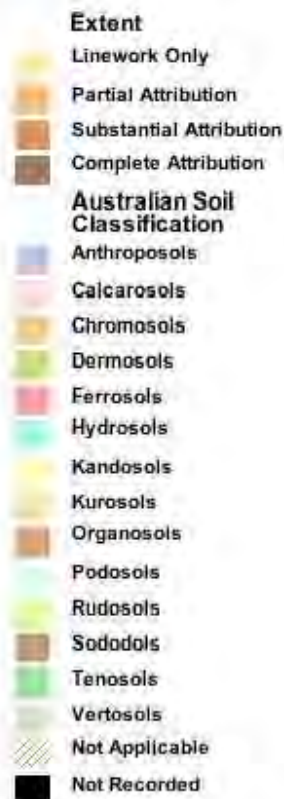 Extent
Linework Only
Partial Attribution
Substantial Attribution
Complete Attribution
Australian Soil
Classification
Anthroposols
Calcarosols
Chromosols
Dermosols
Ferrosols
Hydrosols
Kandosols
Kurosols
Organosols
Podosols
Rudosols
Sododols
Tenosols
Vertosols
Not Applicable
Not Recorded